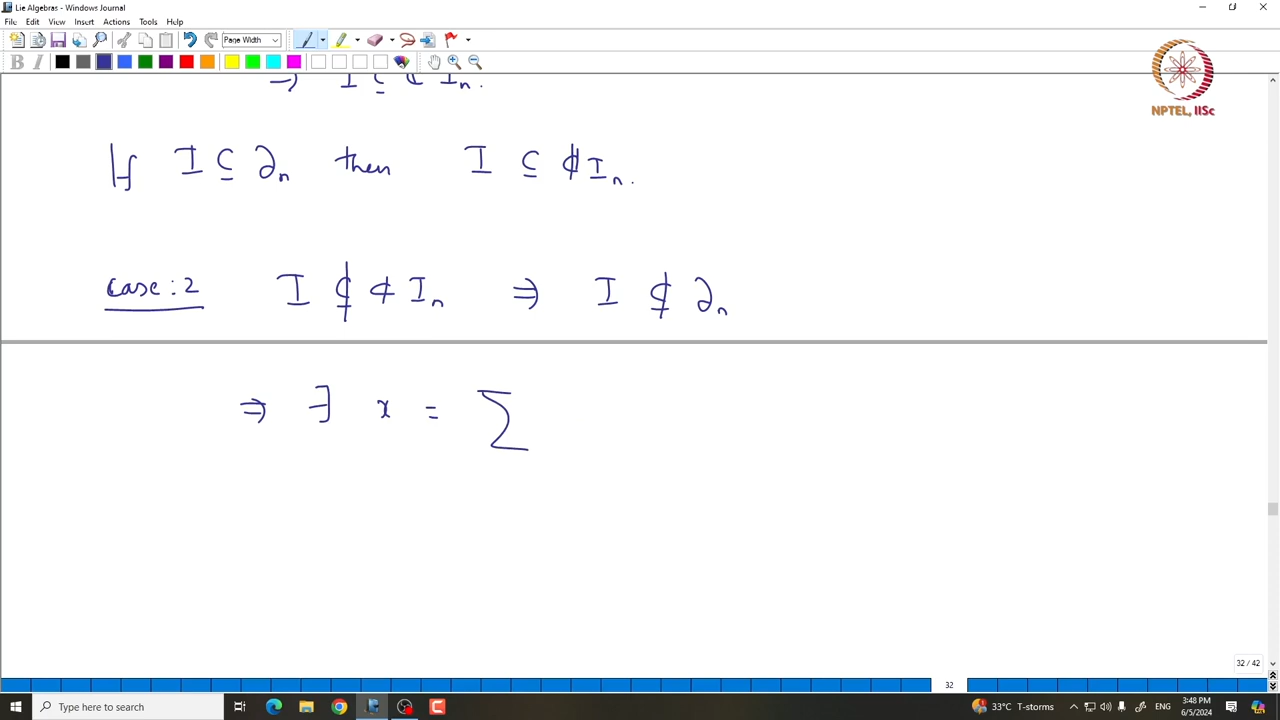 Lie Algebras - Windows Journal
File Edit View Insert Actions Tools Help
Page Width
B I
NPTEL, IISc
⇒ I ⊆ ₵ Iₙ.
If I ⊆ ∂ₙ then I ⊆ ₵ Iₙ.
Case : 2 I ⊈ ₵ Iₙ ⇒ I ⊈ ∂ₙ
⇒ ∃ x = Σ
32 / 42
32
Type here to search
33°C T-storms
3:48 PM
6/5/2024